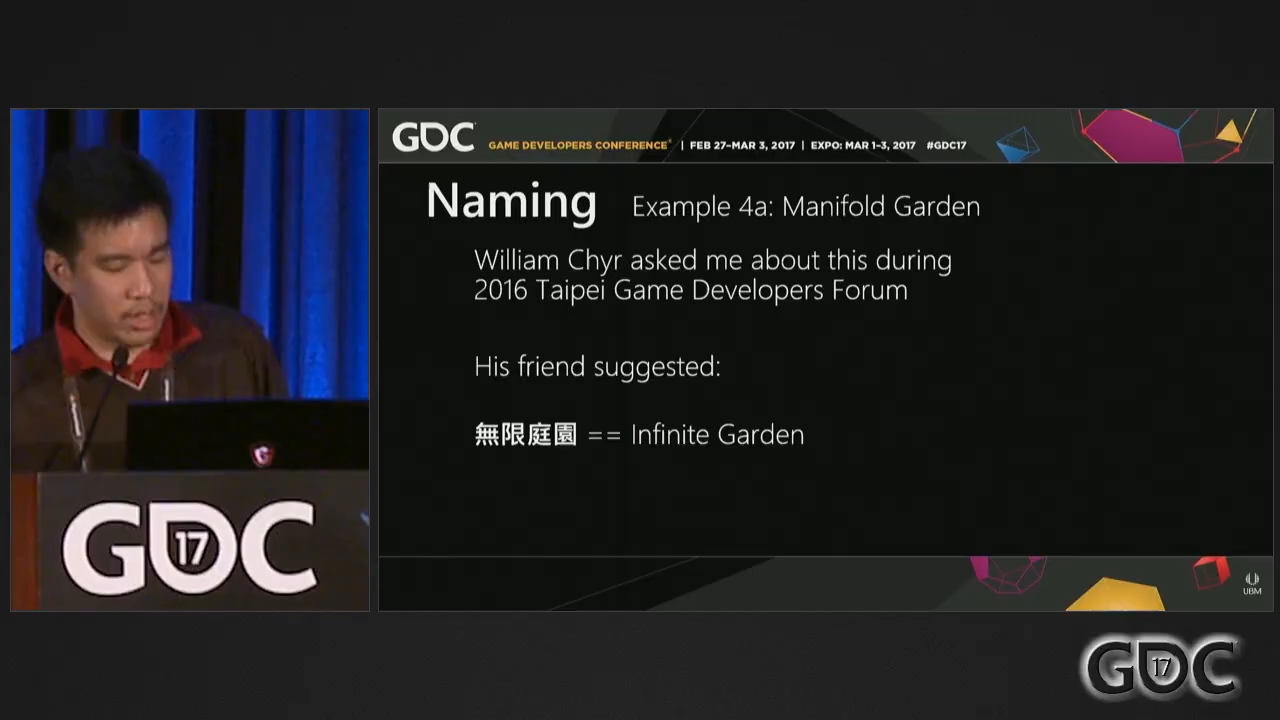 GDC GAME DEVELOPERS CONFERENCE® | FEB 27–MAR 3, 2017 | EXPO: MAR 1–3, 2017 #GDC17
Naming Example 4a: Manifold Garden
William Chyr asked me about this during
2016 Taipei Game Developers Forum
His friend suggested:
無限庭園 == Infinite Garden
UBM
GDC 17
GDC 17